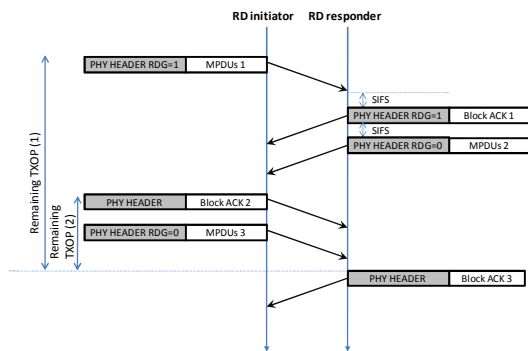 RD initiator RD responder
PHY HEADER RDG=1 MPDUs 1
SIFS
PHY HEADER RDG=1 Block ACK 1
SIFS
PHY HEADER RDG=0 MPDUs 2
Remaining TXOP (1)
Remaining
TXOP (2)
PHY HEADER Block ACK 2
PHY HEADER RDG=0 MPDUs 3
PHY HEADER Block ACK 3